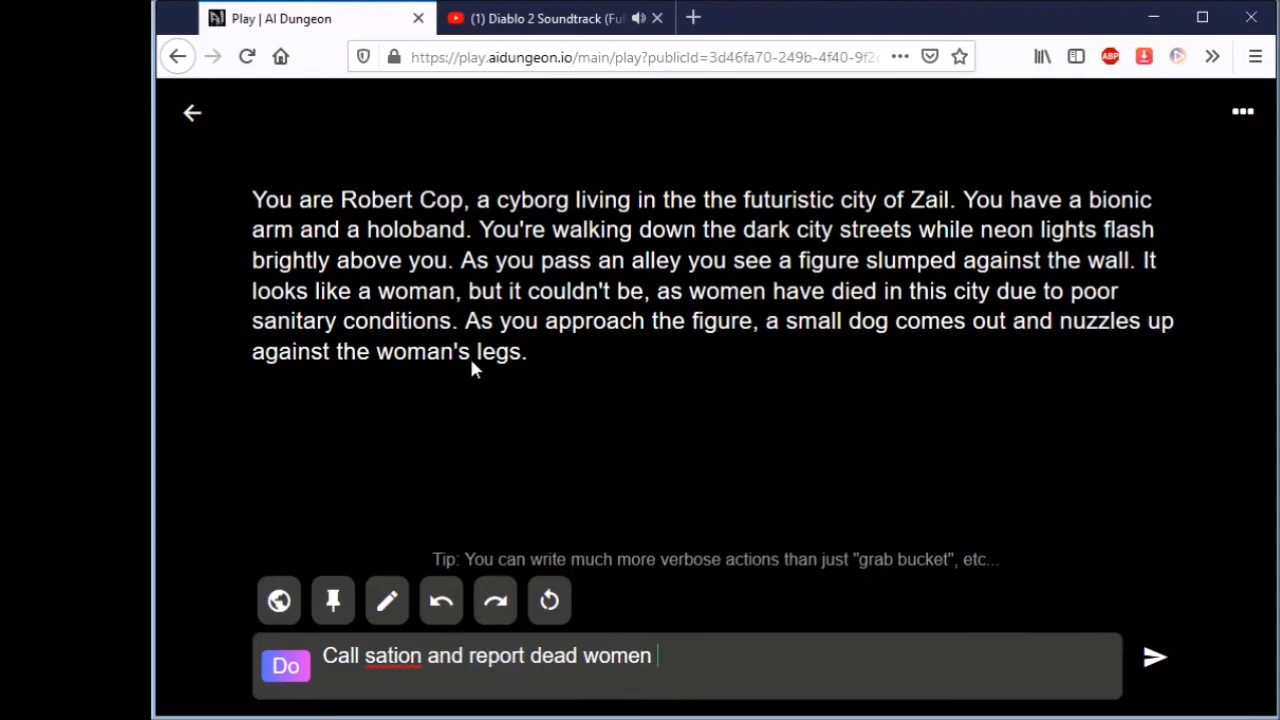 Play | AI Dungeon
(1) Diablo 2 Soundtrack (Ful
https://play.aidungeon.io/main/play?publicId=3d46fa70-249b-4f40-9f2c
ABP
You are Robert Cop, a cyborg living in the the futuristic city of Zail. You have a bionic
arm and a holoband. You're walking down the dark city streets while neon lights flash
brightly above you. As you pass an alley you see a figure slumped against the wall. It
looks like a woman, but it couldn't be, as women have died in this city due to poor
sanitary conditions. As you approach the figure, a small dog comes out and nuzzles up
against the woman's legs.
Tip: You can write much more verbose actions than just "grab bucket", etc...
Do Call sation and report dead women